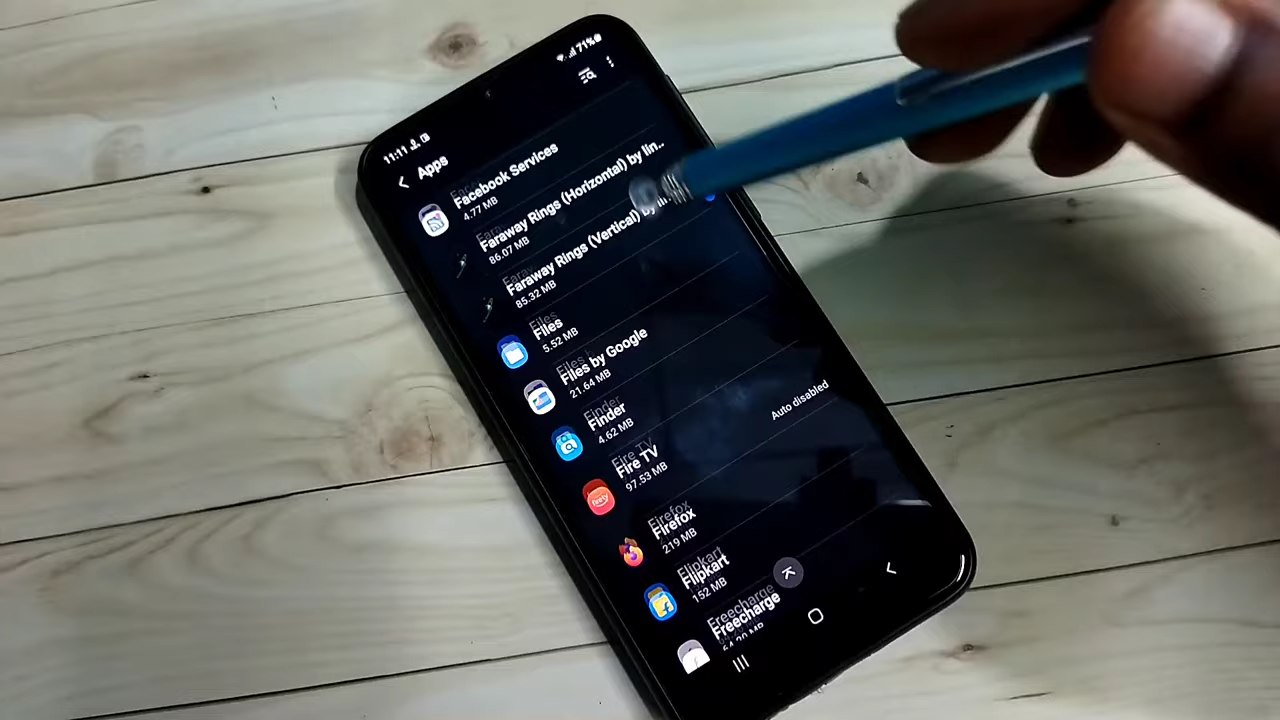 11:11
71%
Apps
Facebook Services
4.77 MB
Faraway Rings (Horizontal) by lin..
86.07 MB
Faraway Rings (Vertical) by
85.32 MB
Files
5.52 MB
Files by Google
21.64 MB
Finder
4.62 MB
Auto disabled
Fire TV
97.53 MB
firetv
Firefox
219 MB
Flipkart
152 MB
Freecharge